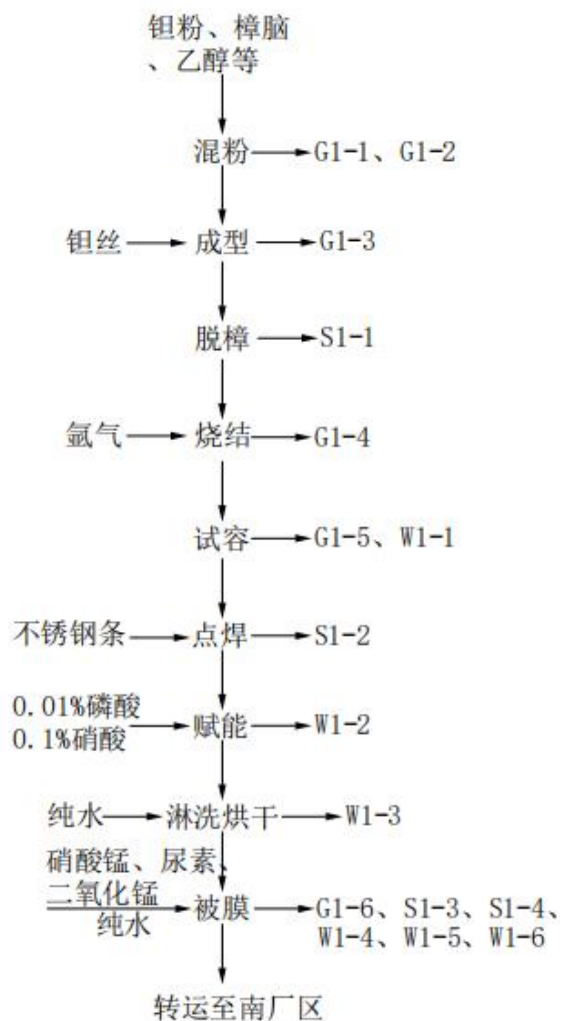 钽粉、樟脑
、乙醇等
混粉 G1-1、G1-2
钽丝 成型 G1-3
脱樟 S1-1
氩气 烧结 G1-4
试容 G1-5、W1-1
不锈钢条 点焊 S1-2
0.01%磷酸
0.1%硝酸
赋能 W1-2
纯水 淋洗烘干 W1-3
硝酸锰、尿素、
二氧化锰
纯水
被膜 G1-6、S1-3、S1-4、
W1-4、W1-5、W1-6
转运至南厂区